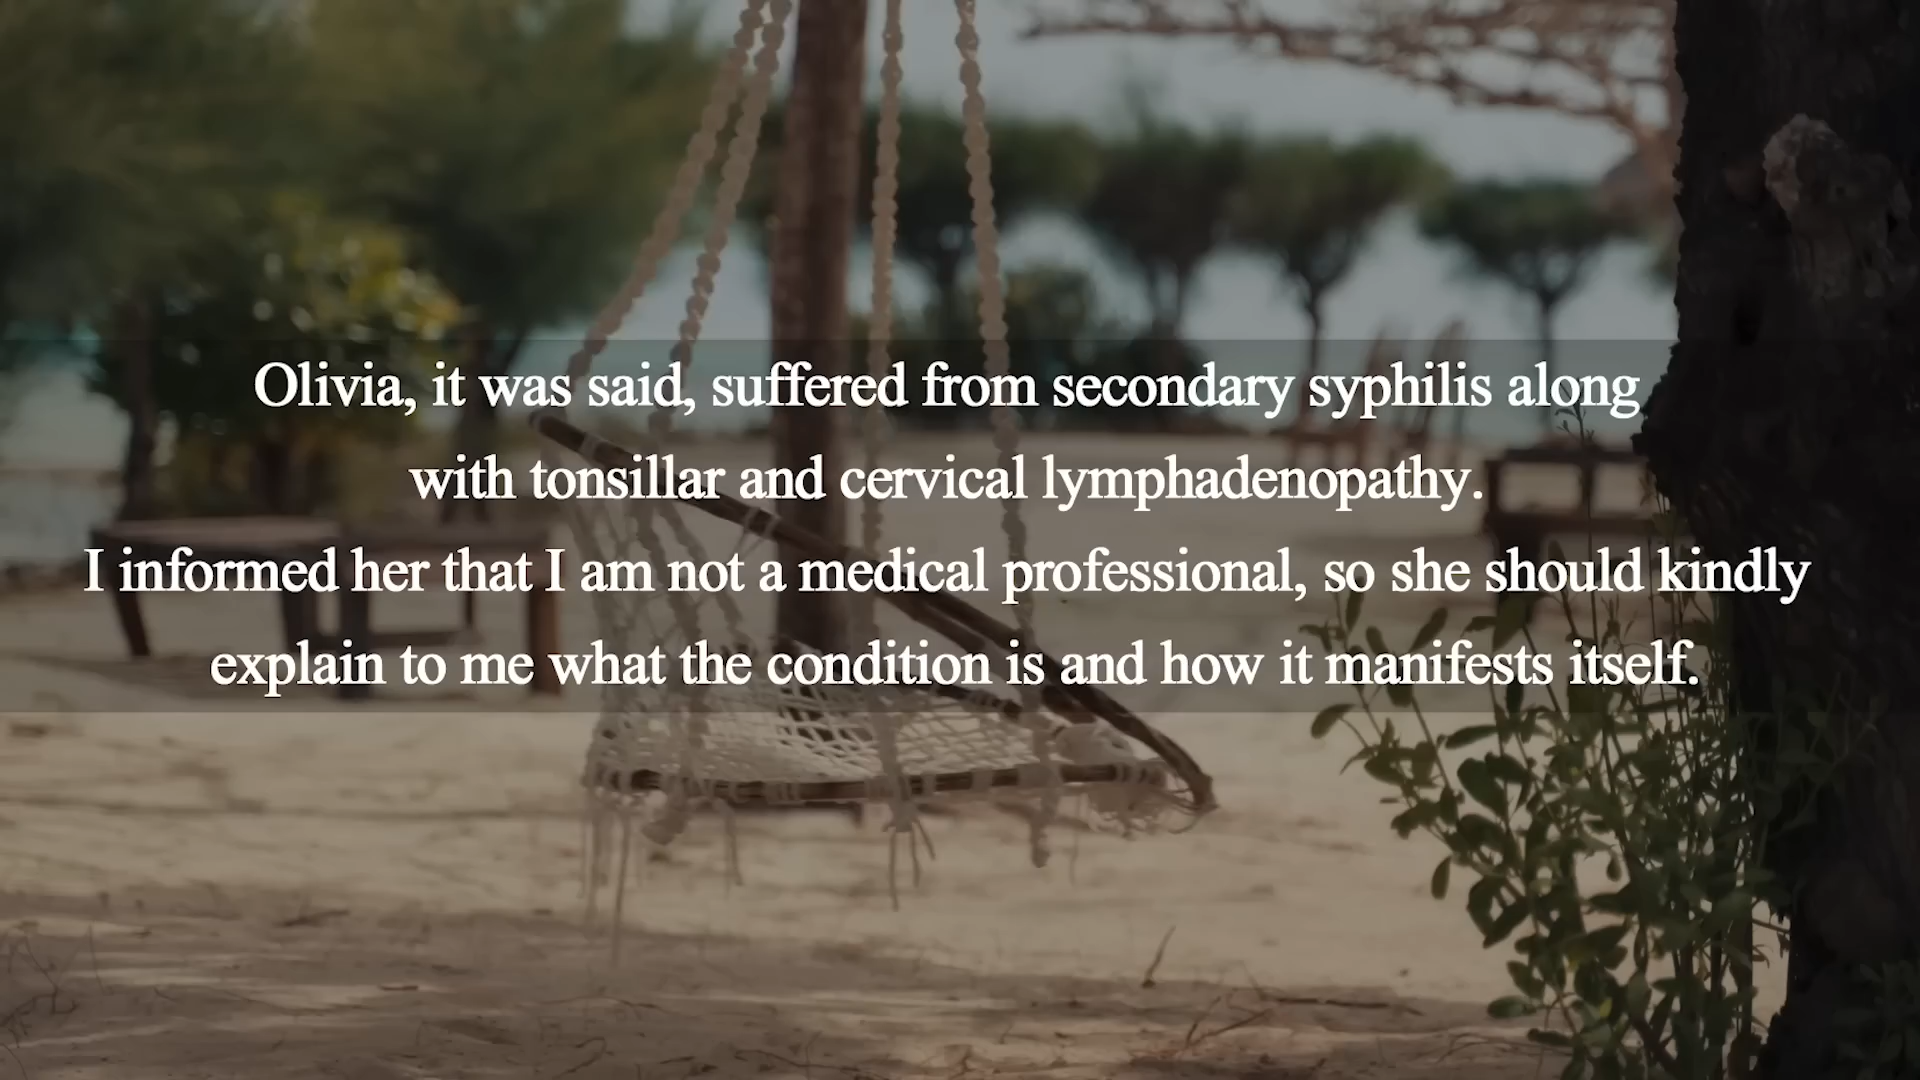 Olivia, it was said, suffered from secondary syphilis along
with tonsillar and cervical lymphadenopathy.
I informed her that I am not a medical professional, so she should kindly
explain to me what the condition is and how it manifests itself.